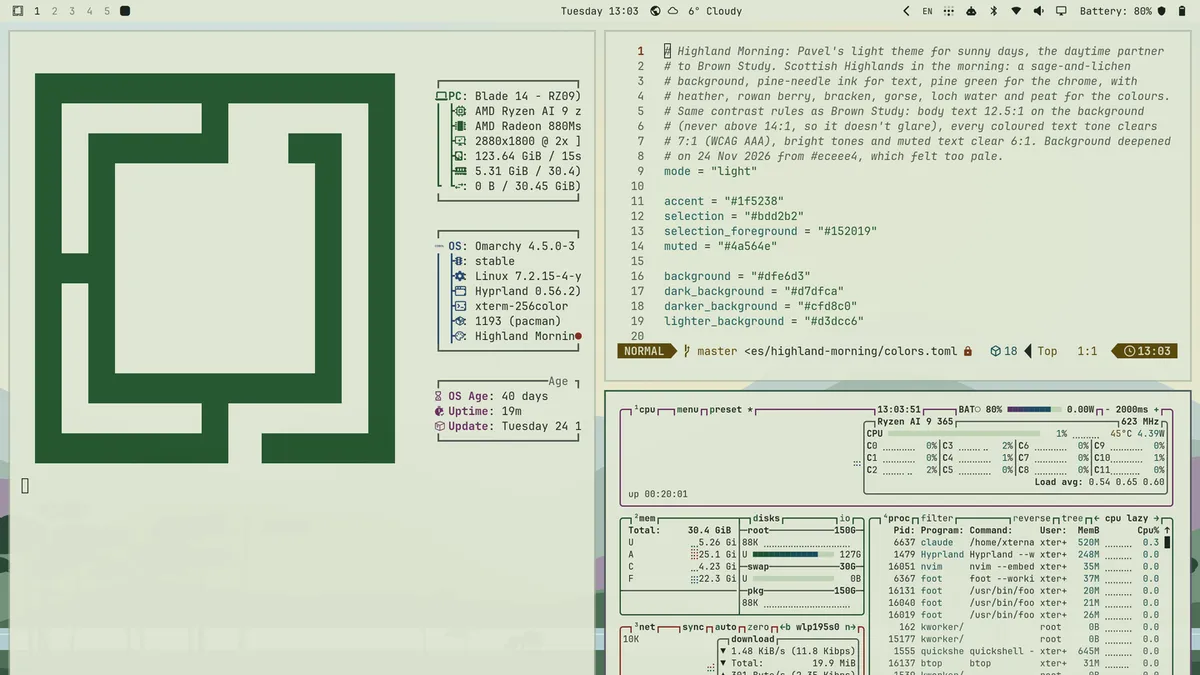 1 2 3 4 5
Tuesday 13:03 6° Cloudy
EN Battery: 80%
PC: Blade 14 - RZ09)
AMD Ryzen AI 9 z
AMD Radeon 880Ms
2880x1800 @ 2x ]
123.64 GiB / 15s
5.31 GiB / 30.4)
0 B / 30.45 GiB)
OS: Omarchy 4.5.0-3
stable
Linux 7.2.15-4-y
Hyprland 0.56.2)
xterm-256color
1193 (pacman)
Highland Mornin
Age
OS Age: 40 days
Uptime: 19m
Update: Tuesday 24 1
1 # Highland Morning: Pavel's light theme for sunny days, the daytime partner
2 # to Brown Study. Scottish Highlands in the morning: a sage-and-lichen
3 # background, pine-needle ink for text, pine green for the chrome, with
4 # heather, rowan berry, bracken, gorse, loch water and peat for the colours.
5 # Same contrast rules as Brown Study: body text 12.5:1 on the background
6 # (never above 14:1, so it doesn't glare), every coloured text tone clears
7 # 7:1 (WCAG AAA), bright tones and muted text clear 6:1. Background deepened
8 # on 24 Nov 2026 from #eceee4, which felt too pale.
9 mode = "light"
10
11 accent = "#1f5238"
12 selection = "#bdd2b2"
13 selection_foreground = "#152019"
14 muted = "#4a564e"
15
16 background = "#dfe6d3"
17 dark_background = "#d7dfca"
18 darker_background = "#cfd8c0"
19 lighter_background = "#d3dcc6"
20
NORMAL master <es/highland-morning/colors.toml 18 Top 1:1 13:03
1cpu menu preset * 13:03:51 BAT 80% 0.00W - 2000ms +
Ryzen AI 9 365 623 MHz
CPU 1% 45°C 4.39W
C0 0% C3 2% C6 0% C9 0%
C1 0% C4 1% C7 0% C10 1%
C2 2% C5 0% C8 0% C11 0%
Load avg: 0.54 0.65 0.60
up 00:20:01
2mem disks io
Total: 30.4 GiB
U 5.26 Gi
A 25.1 Gi
C 4.23 Gi
F 22.3 Gi
root 150G
88K
U 127G
swap 30G
U 0B
pkg 150G
88K
3net sync auto zero <b wlp195s0 n>
10K
download
▼ 1.48 KiB/s (11.8 Kibps)
▼ Total: 19.9 MiB
4proc filter reverse tree < cpu lazy >
Pid: Program: Command: User: MemB Cpu% ↑
6637 claude /home/xterna xter+ 520M 0.3
1479 Hyprland Hyprland --w xter+ 248M 0.0
16051 nvim nvim --embed xter+ 35M 0.0
6367 foot foot --worki xter+ 37M 0.0
16131 foot /usr/bin/foo xter+ 20M 0.0
16040 foot /usr/bin/foo xter+ 21M 0.0
16019 foot /usr/bin/foo xter+ 26M 0.0
162 kworker/ root 0B 0.0
15177 kworker/ root 0B 0.0
1555 quickshe quickshell - xter+ 645M 0.0
16137 btop btop xter+ 31M 0.0